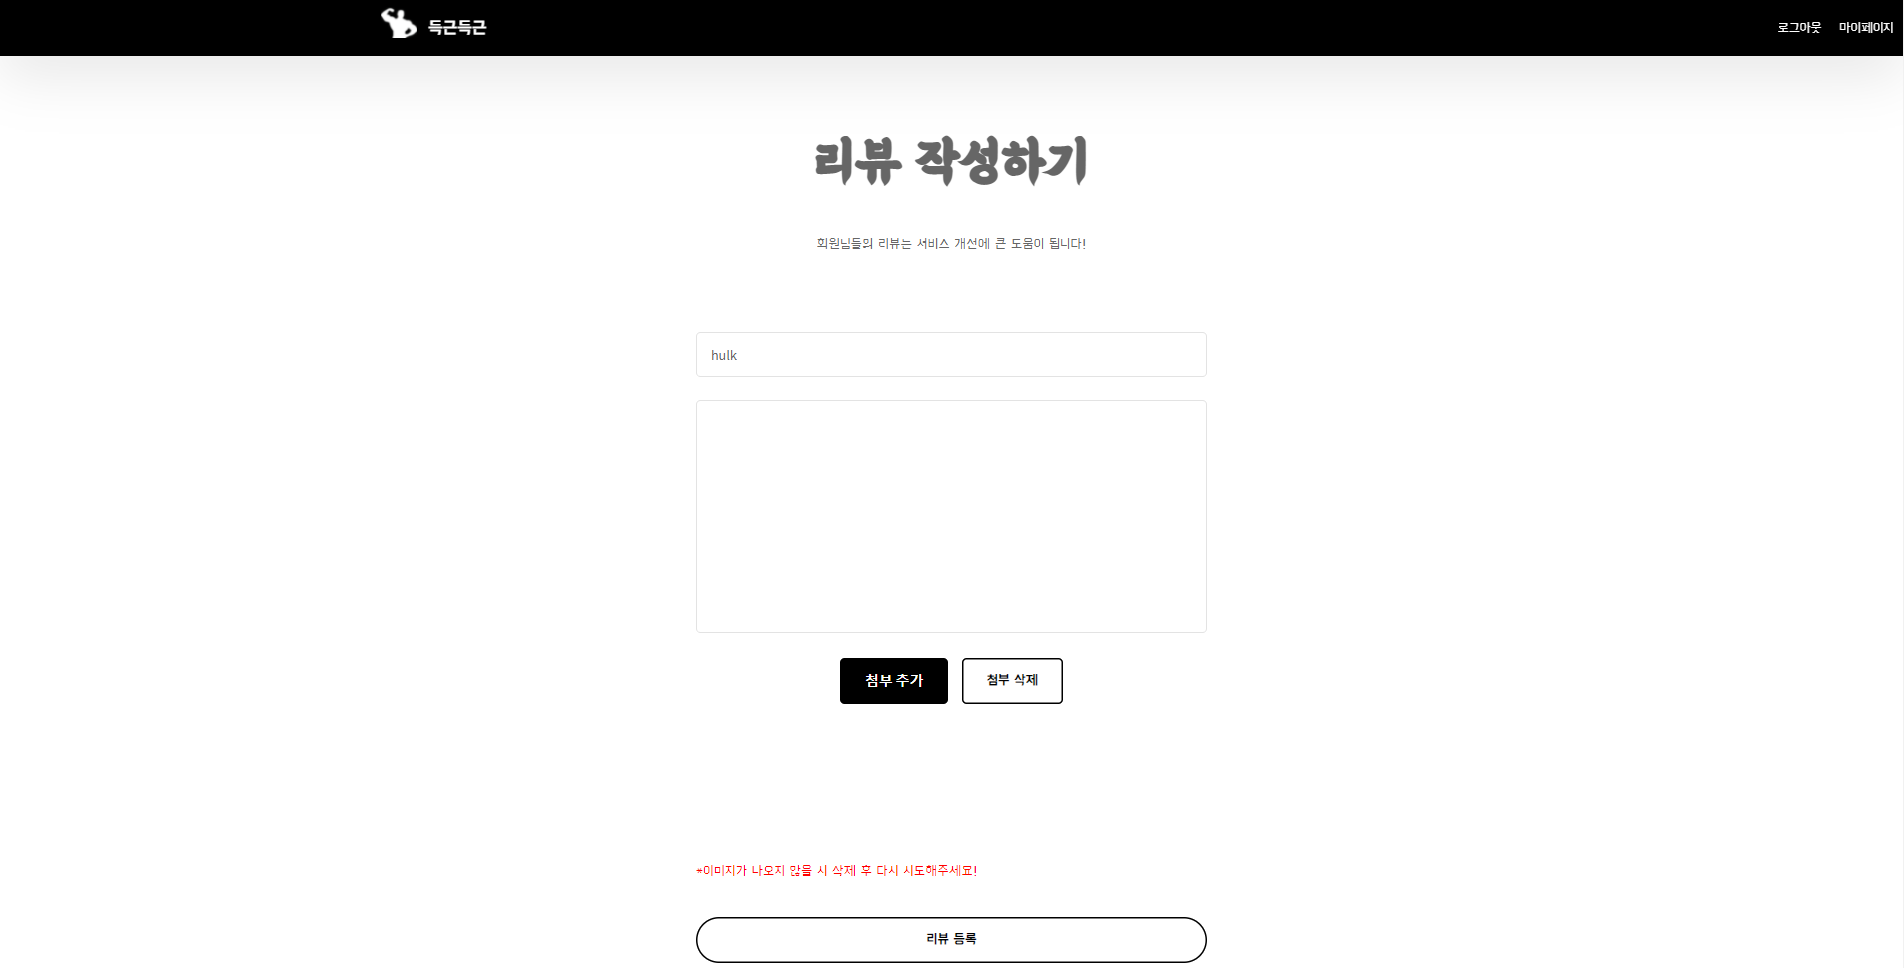 득근득근
로그아웃 마이페이지
리뷰 작성하기
회원님들의 리뷰는 서비스 개선에 큰 도움이 됩니다!
hulk
첨부 추가 첨부 삭제
*이미지가 나오지 않을 시 삭제 후 다시 시도해주세요!
리뷰 등록